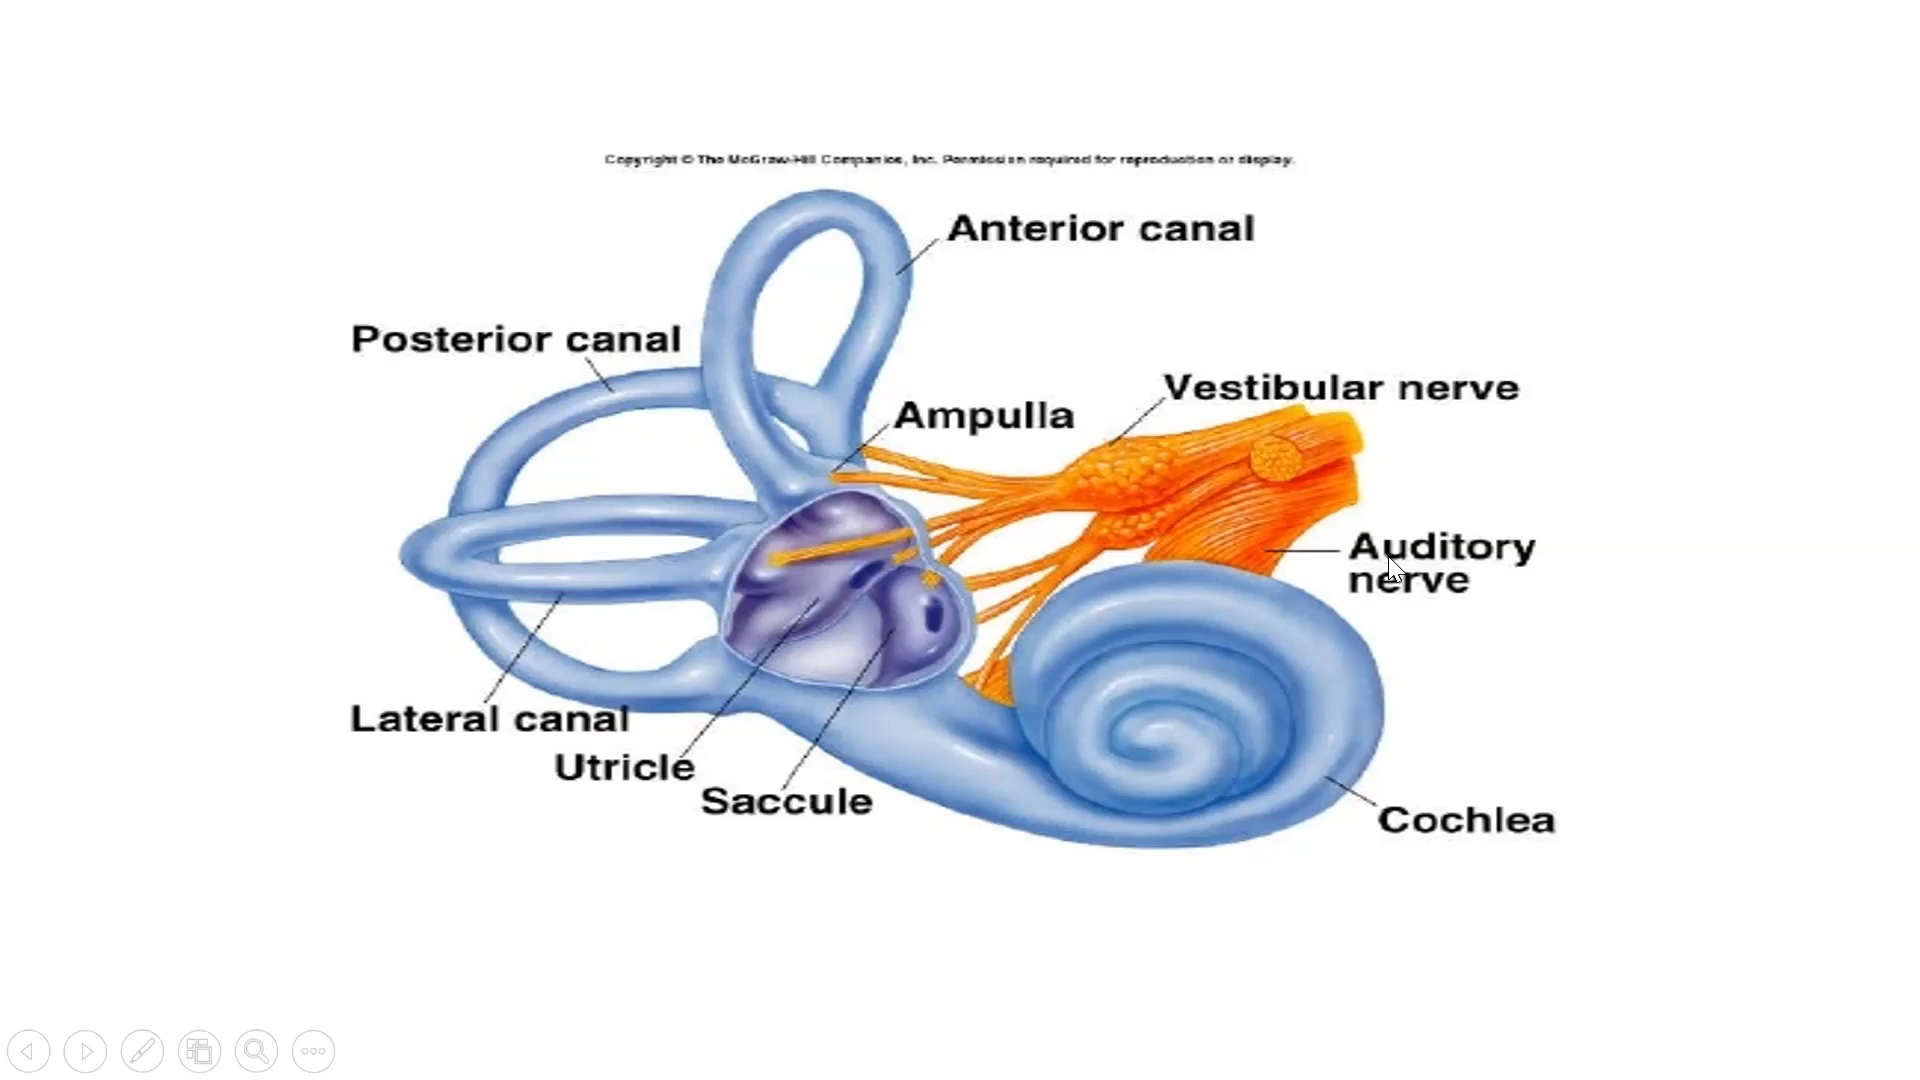 Copyright © The McGraw-Hill Companies, Inc. Permission required for reproduction or display.
Anterior canal
Posterior canal
Vestibular nerve
Ampulla
Auditory
nerve
Lateral canal
Utricle
Saccule
Cochlea